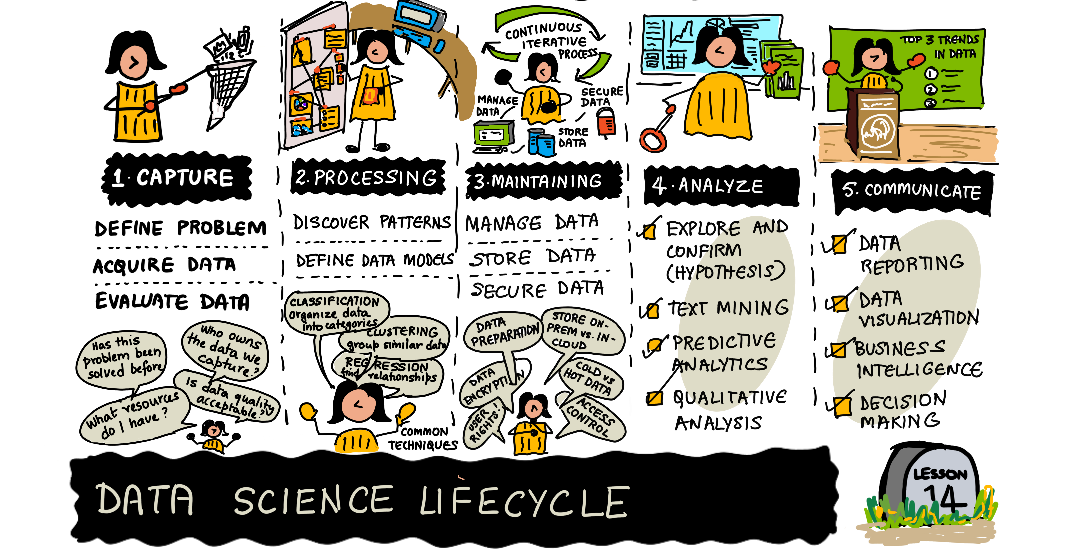 CONTINUOUS
ITERATIVE
PROCESS
MANAGE
DATA
SECURE
DATA
STORE
DATA
TOP 3 TRENDS
IN DATA
1
2
3
1. CAPTURE
DEFINE PROBLEM
ACQUIRE DATA
EVALUATE DATA
Has this
problem been
solved before
Who owns
the data we
capture?
What resources
do I have?
Is data quality
acceptable?
2. PROCESSING
DISCOVER PATTERNS
DEFINE DATA MODELS
CLASSIFICATION
organize data
into categories
CLUSTERING
group similar data
REGRESSION
find relationships
COMMON
TECHNIQUES
3. MAINTAINING
MANAGE DATA
STORE DATA
SECURE DATA
DATA
PREPARATION
STORE ON-
PREM vs. IN-
CLOUD
DATA
ENCRYPTION
COLD vs
HOT DATA
USER
RIGHTS?
ACCESS
CONTROL
4. ANALYZE
EXPLORE AND
CONFIRM
(HYPOTHESIS)
TEXT MINING
PREDICTIVE
ANALYTICS
QUALITATIVE
ANALYSIS
5. COMMUNICATE
DATA
REPORTING
DATA
VISUALIZATION
BUSINESS
INTELLIGENCE
DECISION
MAKING
DATA SCIENCE LIFECYCLE
LESSON
14